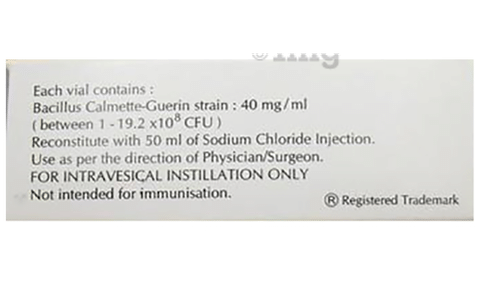 Each vial contains :
Bacillus Calmette-Guerin strain : 40 mg/ml
( between 1 - 19.2 x10⁸ CFU )
Reconstitute with 50 ml of Sodium Chloride Injection.
Use as per the direction of Physician/Surgeon.
FOR INTRAVESICAL INSTILLATION ONLY
Not intended for immunisation.
® Registered Trademark